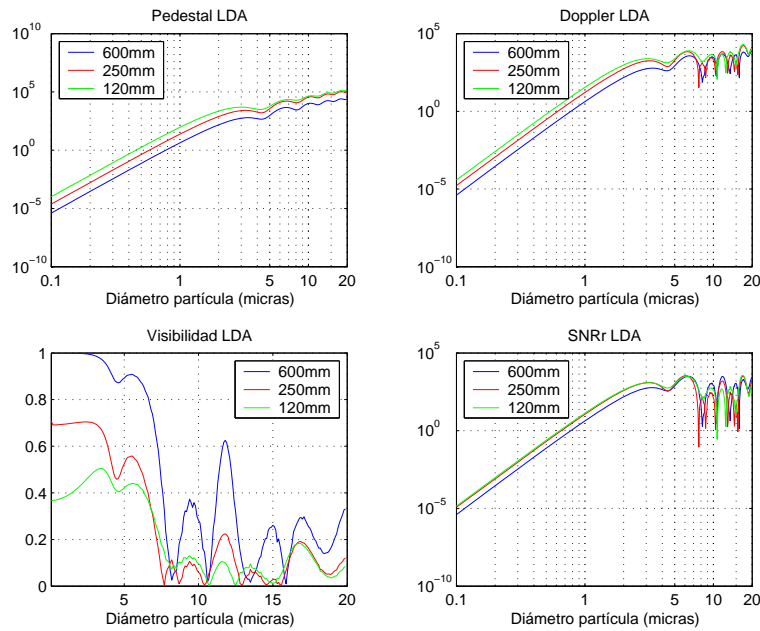 Pedestal LDA
10^10
10^5
10^0
10^−5
10^−10
600mm
250mm
120mm
0.1
1
5
10
20
Diámetro partícula (micras)
Doppler LDA
10^10
10^5
10^0
10^−5
10^−10
600mm
250mm
120mm
0.1
1
5
10
20
Diámetro partícula (micras)
Visibilidad LDA
1
0.8
0.6
0.4
0.2
0
600mm
250mm
120mm
5
10
15
20
Diámetro partícula (micras)
SNRr LDA
10^5
10^0
10^−5
10^−10
600mm
250mm
120mm
0.1
1
5
10
20
Diámetro partícula (micras)